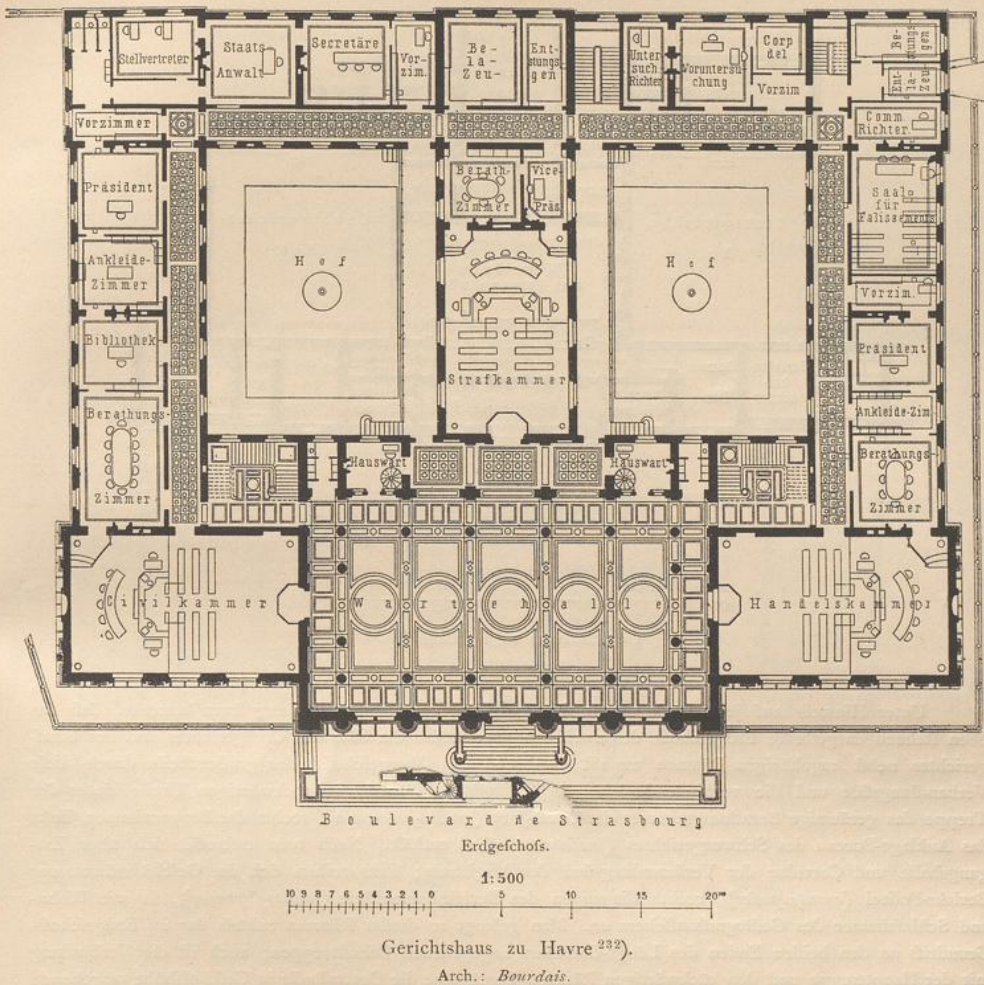 Stellvertreter
Staats
Anwalt
Secretäre
Vor-
zim.
Be-
la-
Zeu-
Ent-
stungs
gen
Unter
such
Richter
Voruntersu-
chung
Corp
del
Vorzim
Be-
stungs
gen
Ent-
la-
Zeu
Vorzimmer
Comm.
Richter.
Präsident
Ankleide-
Zimmer
Bibliothek
Berathungs-
Zimmer
Hof
Berath-
Zimmer
Vice-
Präs.
Strafkammer
Hof
Saal
für
Falissements
Vorzim.
Präsident
Ankleide-Zim.
Berathungs-
Zimmer
Hauswart
Hauswart
Civilkammer
Wartehalle
Handelskammer
Boulevard de Strasbourg
Erdgeſchoſs.
1:500
10 9 8 7 6 5 4 3 2 1 0 5 10 15 20m
Gerichtshaus zu Havre 232).
Arch.: Bourdais.